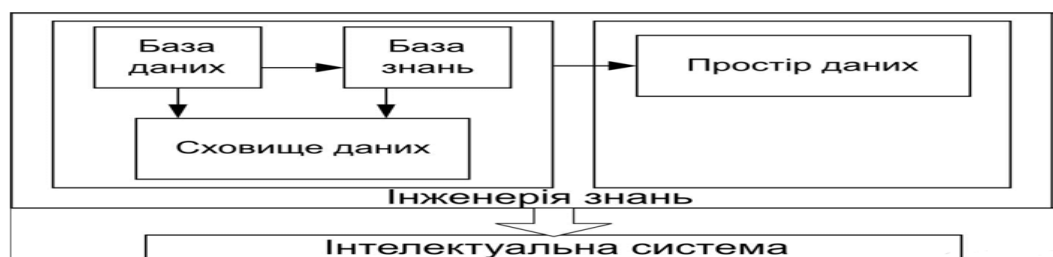 База
даних
База
знань
Простір даних
Сховище даних
Інженерія знань
Інтелектуальна система